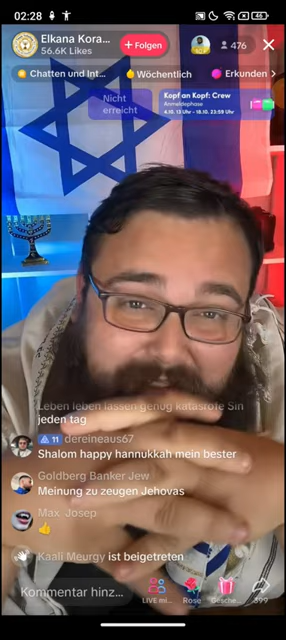 02:28
46
Elkana Kora...
56.6K Likes
+ Folgen
476
Chatten und Int...
Wöchentlich
Erkunden
Nicht
erreicht
Kopf an Kopf: Crew
Anmeldephase
4.10. 13 Uhr - 18.10. 23:59 Uhr
Leben leben lassen genug katastrofe Sin
jeden tag
11 dereineaus67
Shalom happy hannukkah mein bester
Goldberg Banker Jew
Meinung zu zeugen Jehovas
Max Josep
👍
Kaali Meurgy ist beigetreten
Kommentar hinz...
LIVE mi...
Rose
Gesche...
399